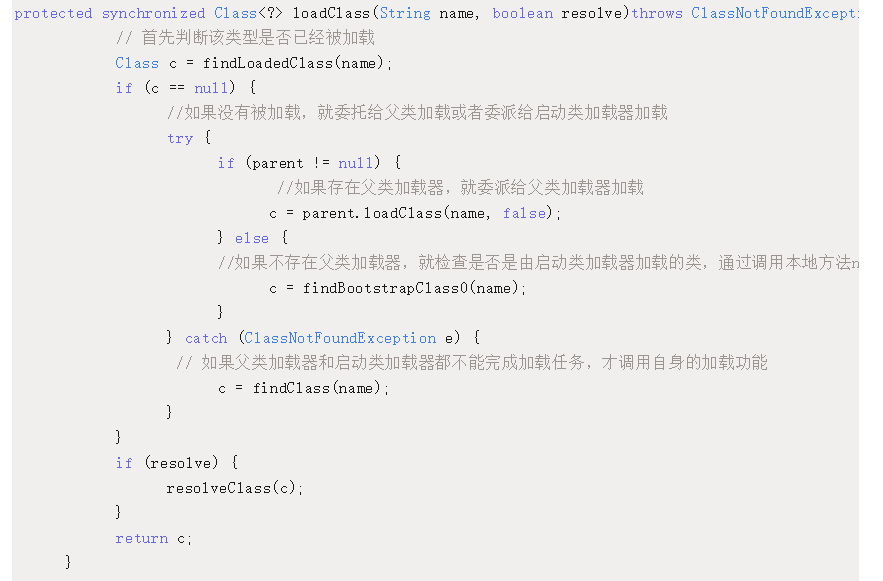 protected synchronized Class<?> loadClass(String name, boolean resolve)throws ClassNotFoundExcepti
// 首先判断该类型是否已经被加载
Class c = findLoadedClass(name);
if (c == null) {
//如果没有被加载，就委托给父类加载或者委派给启动类加载器加载
try {
if (parent != null) {
//如果存在父类加载器，就委派给父类加载器加载
c = parent.loadClass(name, false);
} else {
//如果不存在父类加载器，就检查是否是由启动类加载器加载的类，通过调用本地方法n
c = findBootstrapClass0(name);
}
} catch (ClassNotFoundException e) {
// 如果父类加载器和启动类加载器都不能完成加载任务，才调用自身的加载功能
c = findClass(name);
}
}
if (resolve) {
resolveClass(c);
}
return c;
}